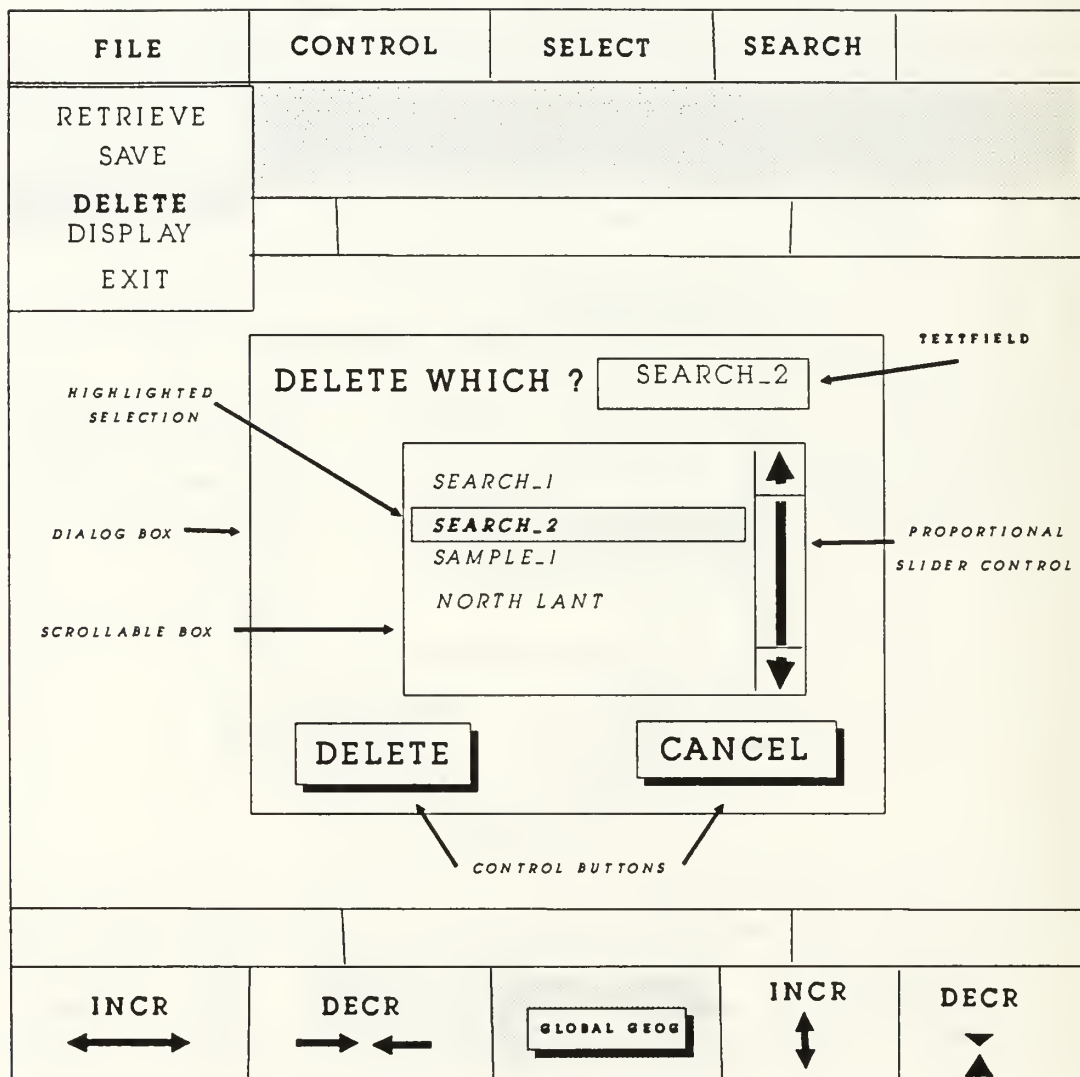 FILE CONTROL SELECT SEARCH
RETRIEVE
SAVE
DELETE
DISPLAY
EXIT
TEXTFIELD
DELETE WHICH ? SEARCH_2
HIGHLIGHTED
SELECTION
SEARCH_1
SEARCH_2
SAMPLE_1
NORTH LANT
DIALOG BOX
PROPORTIONAL
SLIDER CONTROL
SCROLLABLE BOX
DELETE CANCEL
CONTROL BUTTONS
INCR DECR GLOBAL GEOG INCR DECR